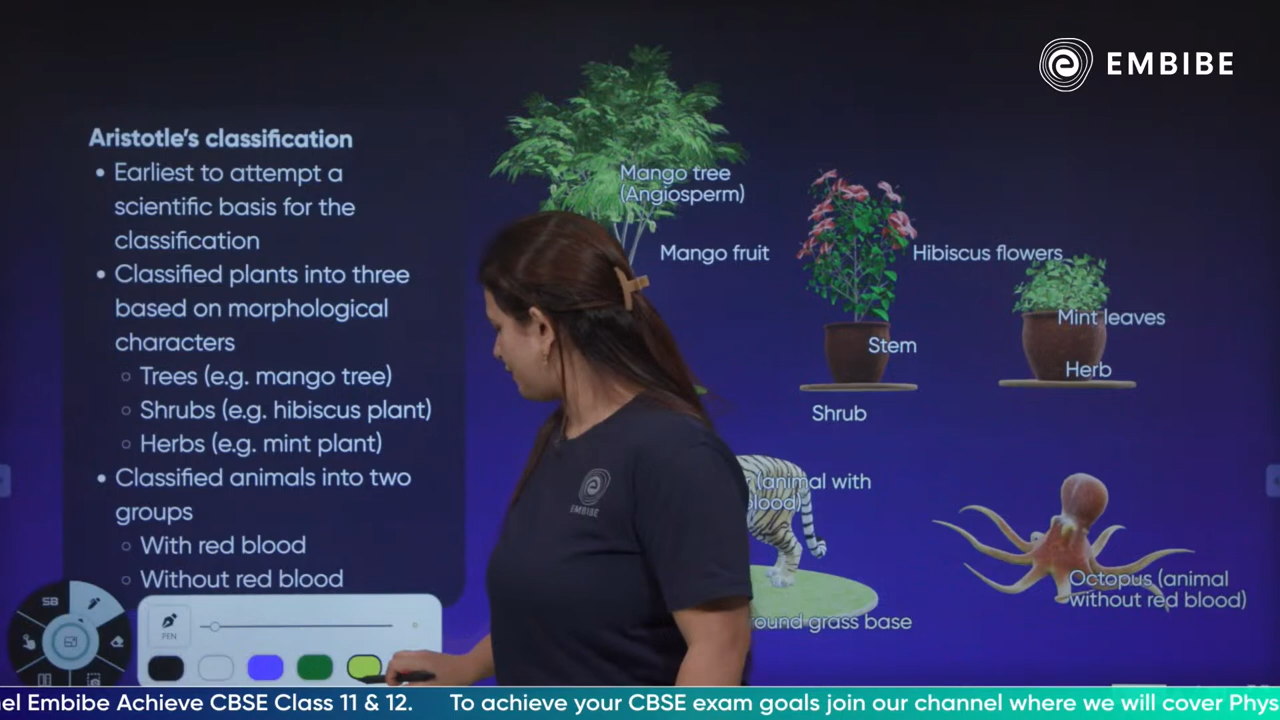 EMBIBE
Aristotle's classification
• Earliest to attempt a
scientific basis for the
classification
• Classified plants into three
based on morphological
characters
Trees (e.g. mango tree)
Shrubs (e.g. hibiscus plant)
Herbs (e.g. mint plant)
• Classified animals into two
groups
With red blood
Without red blood
Mango tree
(Angiosperm)
Mango fruit
Hibiscus flowers
Mint leaves
Stem
Herb
Shrub
(animal with
blood)
Octopus (animal
without red blood)
round grass base
EMBIBE
SB
PEN
Embibe Achieve CBSE Class 11 & 12. To achieve your CBSE exam goals join our channel where we will cover